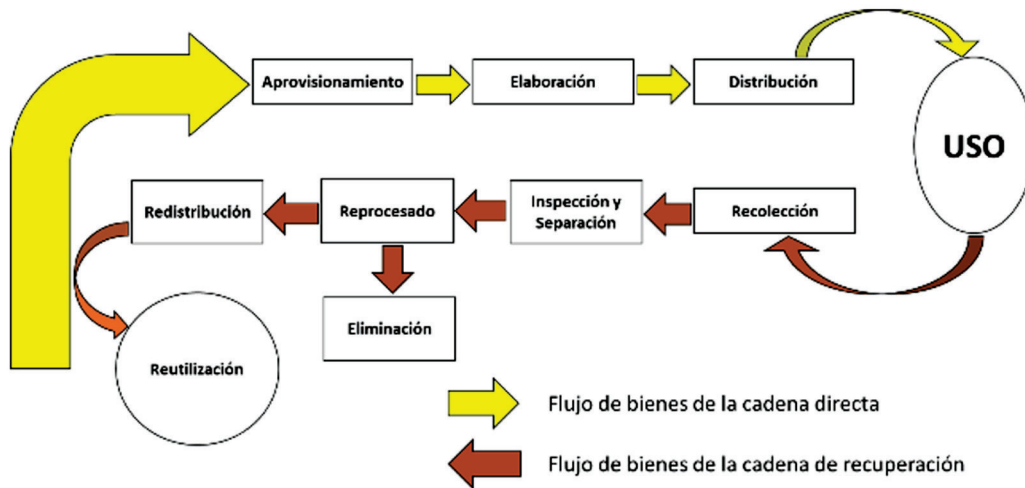 Aprovisionamiento
Elaboración
Distribución
USO
Redistribución
Reprocesado
Inspección y
Separación
Recolección
Eliminación
Reutilización
Flujo de bienes de la cadena directa
Flujo de bienes de la cadena de recuperación